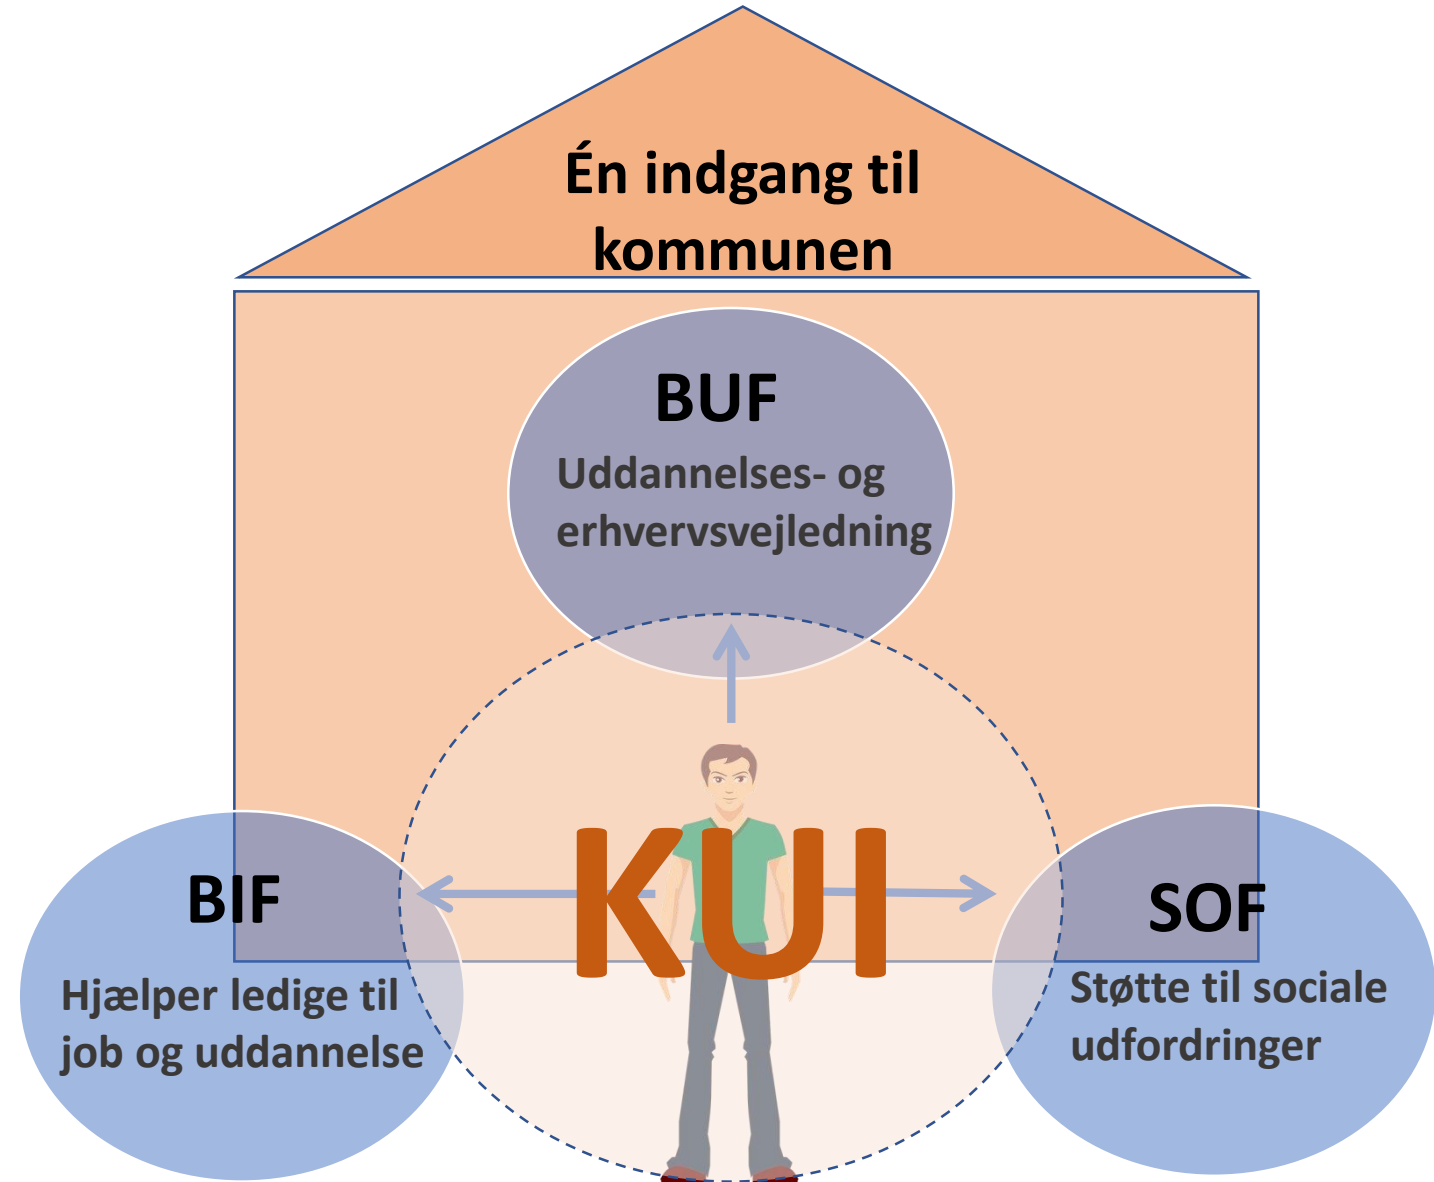 Én indgang til
kommunen
BUF
Uddannelses- og
erhvervsvejledning
KUI
BIF
Hjælper ledige til
job og uddannelse
SOF
Støtte til sociale
udfordringer